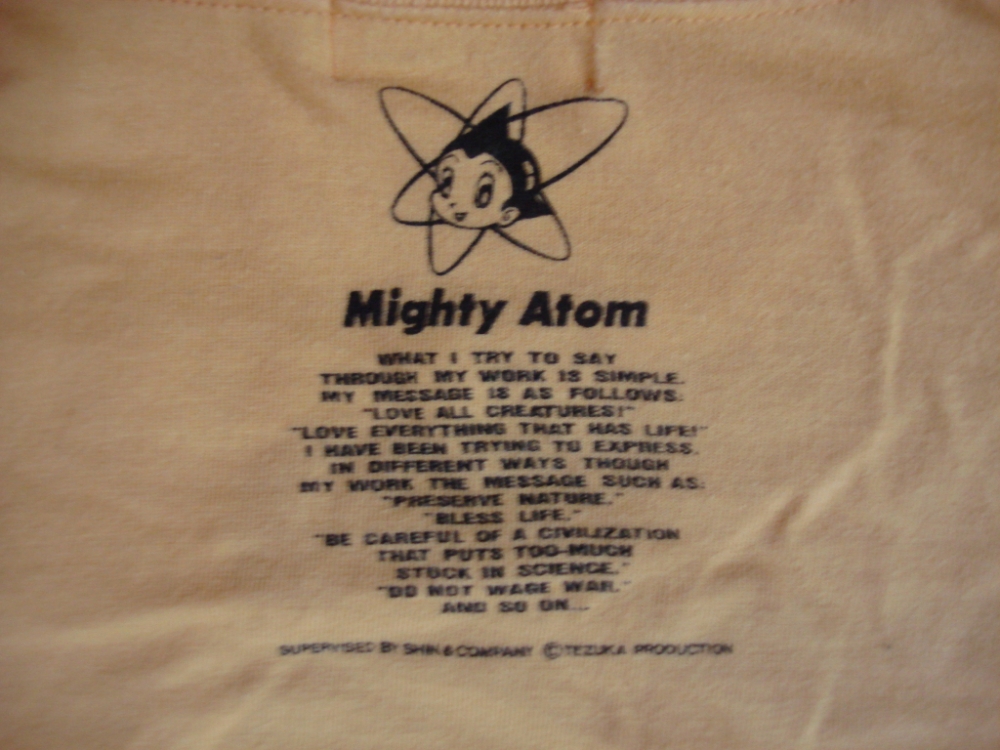 Mighty Atom
WHAT I TRY TO SAY
THROUGH MY WORK IS SIMPLE.
MY MESSAGE IS AS FOLLOWS:
"LOVE ALL CREATURES!"
"LOVE EVERYTHING THAT HAS LIFE!"
I HAVE BEEN TRYING TO EXPRESS,
IN DIFFERENT WAYS THOUGH
MY WORK THE MESSAGE SUCH AS:
"PRESERVE NATURE."
"BLESS LIFE."
"BE CAREFUL OF A CIVILIZATION
THAT PUTS TOO-MUCH
STOCK IN SCIENCE."
"DO NOT WAGE WAR."
AND SO ON...
SUPERVISED BY SHIN & COMPANY ©TEZUKA PRODUCTION